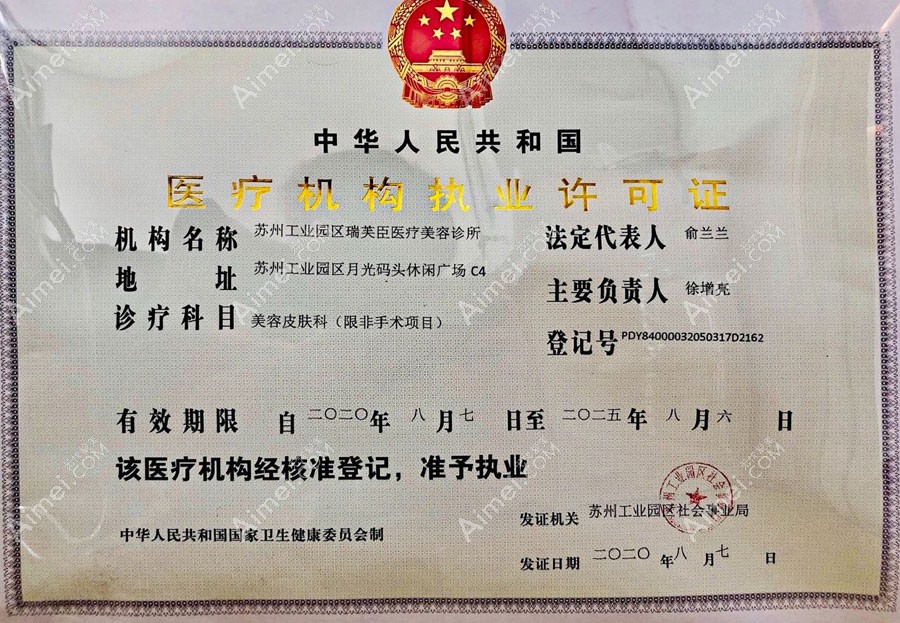 中华人民共和国
医疗机构执业许可证
机构名称 苏州工业园区瑞芙臣医疗美容诊所 法定代表人 俞兰兰
地址 苏州工业园区月光码头休闲广场 C4
主要负责人 徐增亮
诊疗科目 美容皮肤科（限非手术项目）
登记号 PDY84000032050317D2162
有效期限 自 二〇二〇 年 八 月 七 日至 二〇二五 年 八 月 六 日
该医疗机构经核准登记，准予执业
发证机关 苏州工业园区社会事业局
中华人民共和国国家卫生健康委员会制
发证日期 二〇二〇 年 八 月 七 日
Aimei.COM